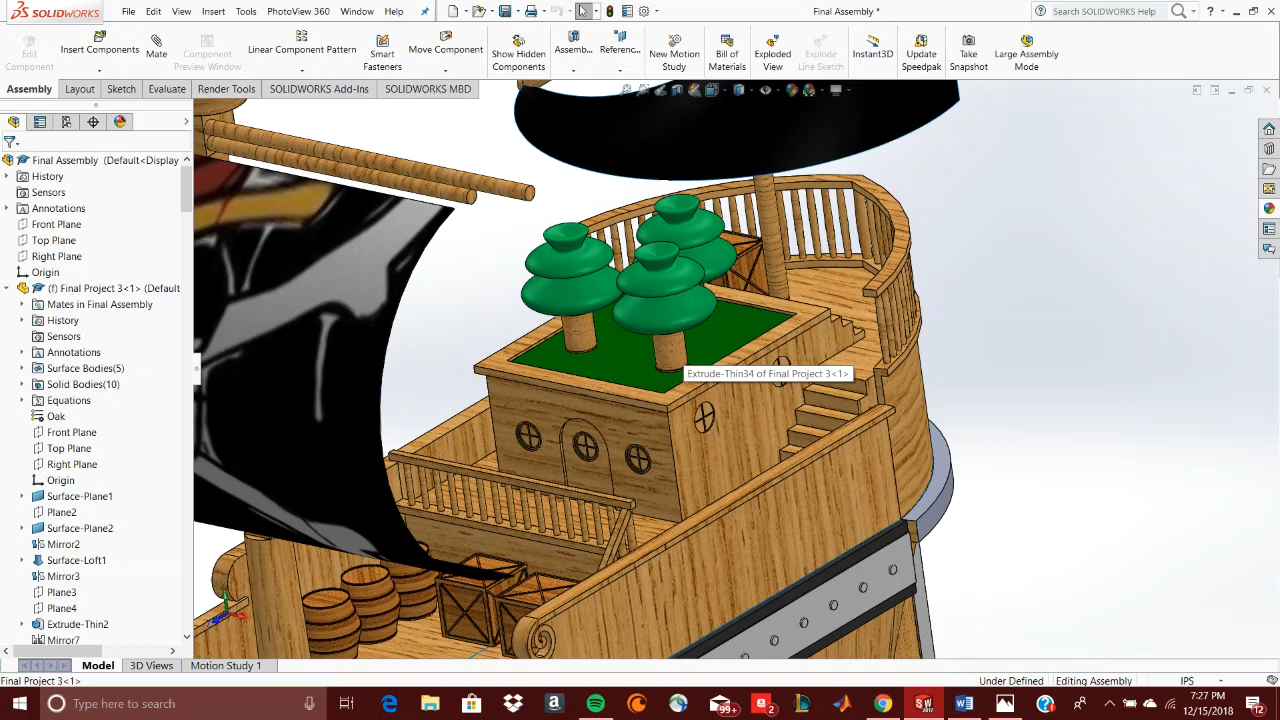 SOLIDWORKS File Edit View Insert Tools PhotoView 360 Window Help Final Assembly * Search SOLIDWORKS Help ?
Edit Component
Insert Components
Mate
Component Preview Window
Linear Component Pattern
Smart Fasteners
Move Component
Show Hidden Components
Assemb...
Referenc...
New Motion Study
Bill of Materials
Exploded View
Explode Line Sketch
Instant3D
Update Speedpak
Take Snapshot
Large Assembly Mode
Assembly Layout Sketch Evaluate Render Tools SOLIDWORKS Add-Ins SOLIDWORKS MBD
Final Assembly (Default<Display
History
Sensors
Annotations
Front Plane
Top Plane
Right Plane
Origin
(f) Final Project 3<1> (Default
Mates in Final Assembly
History
Sensors
Annotations
Surface Bodies(5)
Solid Bodies(10)
Equations
Oak
Front Plane
Top Plane
Right Plane
Origin
Surface-Plane1
Plane2
Surface-Plane2
Mirror2
Surface-Loft1
Mirror3
Plane3
Plane4
Extrude-Thin2
Mirror7
Extrude-Thin34 of Final Project 3<1>
Model 3D Views Motion Study 1
Final Project 3<1> Under Defined Editing Assembly IPS
Type here to search
99+
2
SW
2017
7:27 PM
12/15/2018
12